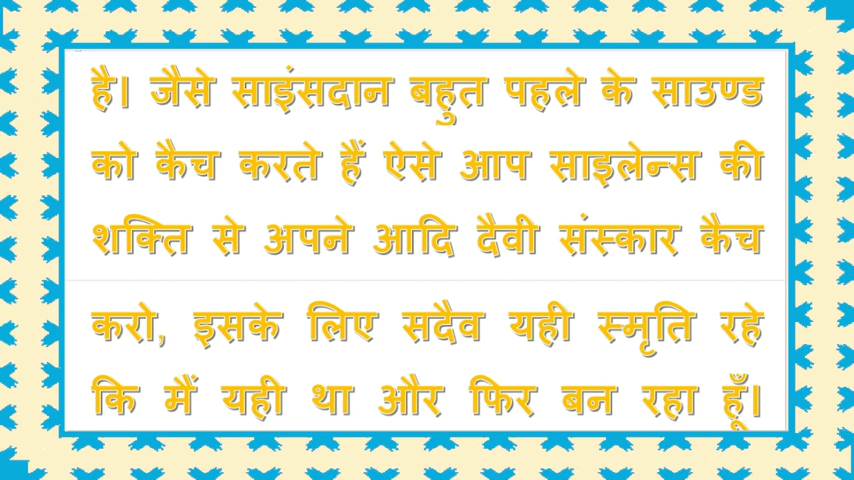 है। जैसे साइंसदान बहुत पहले के साउण्ड
को कैच करते हैं ऐसे आप साइलेन्स की
शक्ति से अपने आदि दैवी संस्कार कैच
करो, इसके लिए सदैव यही स्मृति रहे
कि मैं यही था और फिर बन रहा हूँ।